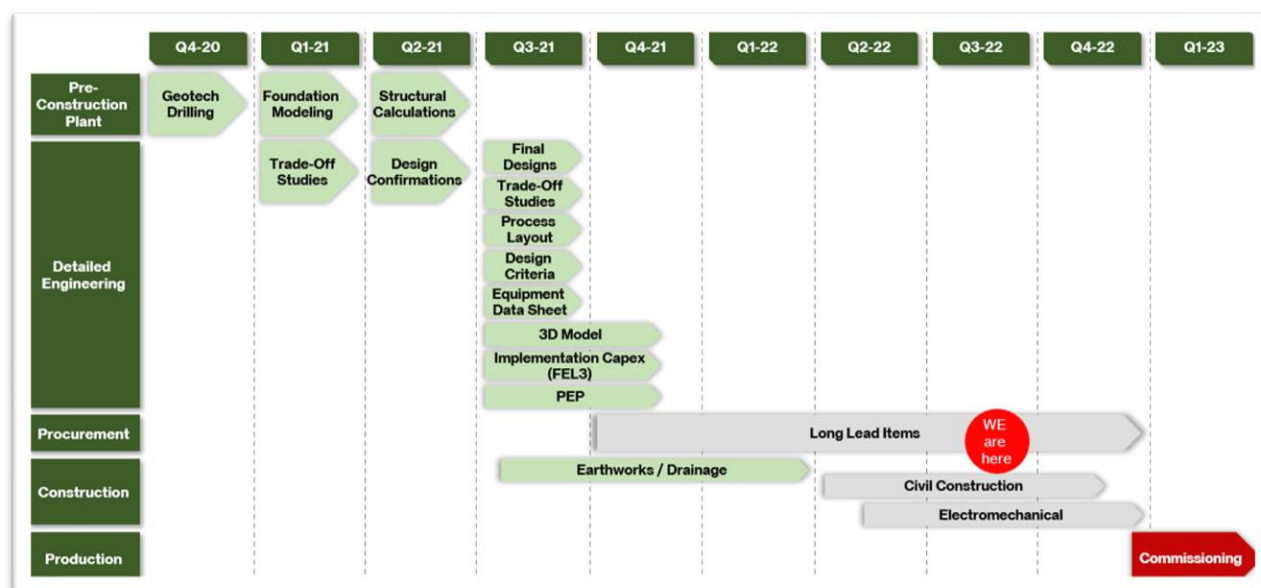 Q4-20
Q1-21
Q2-21
Q3-21
Q4-21
Q1-22
Q2-22
Q3-22
Q4-22
Q1-23
Pre-
Construction
Plant
Geotech
Drilling
Foundation
Modeling
Structural
Calculations
Detailed
Engineering
Trade-Off
Studies
Design
Confirmations
Final
Designs
Trade-Off
Studies
Process
Layout
Design
Criteria
Equipment
Data Sheet
3D Model
Implementation Capex
(FEL3)
PEP
Procurement
Long Lead Items
WE
are
here
Construction
Earthworks / Drainage
Civil Construction
Electromechanical
Production
Commissioning